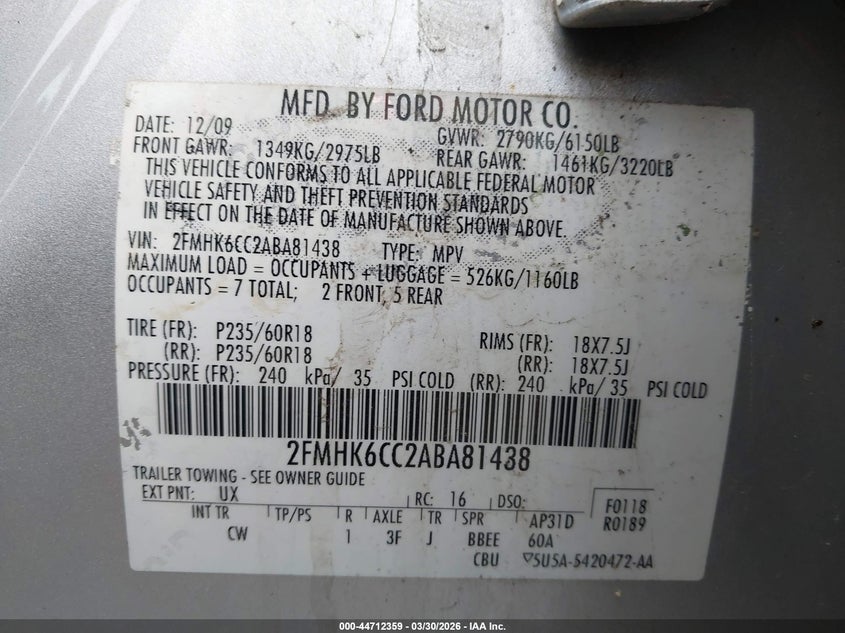 MFD. BY FORD MOTOR CO.
DATE: 12/09 GVWR: 2790KG/6150LB
FRONT GAWR: 1349KG/2975LB REAR GAWR: 1461KG/3220LB
THIS VEHICLE CONFORMS TO ALL APPLICABLE FEDERAL MOTOR
VEHICLE SAFETY AND THEFT PREVENTION STANDARDS
IN EFFECT ON THE DATE OF MANUFACTURE SHOWN ABOVE.
VIN: 2FMHK6CC2ABA81438 TYPE: MPV
MAXIMUM LOAD = OCCUPANTS + LUGGAGE = 526KG/1160LB
OCCUPANTS = 7 TOTAL; 2 FRONT, 5 REAR
TIRE (FR): P235/60R18 RIMS (FR): 18X7.5J
(RR): P235/60R18 (RR): 18X7.5J
PRESSURE (FR): 240 kPa/ 35 PSI COLD (RR): 240 kPa/ 35 PSI COLD
2FMHK6CC2ABA81438
TRAILER TOWING - SEE OWNER GUIDE
EXT PNT: UX RC: 16 DSO: F0118
INT TR TP/PS R AXLE TR SPR AP31D R0189
CW 1 3F J BBEE 60A
CBU ▽5U5A-5420472-AA
000-44712359 - 03/30/2026 - IAA Inc.